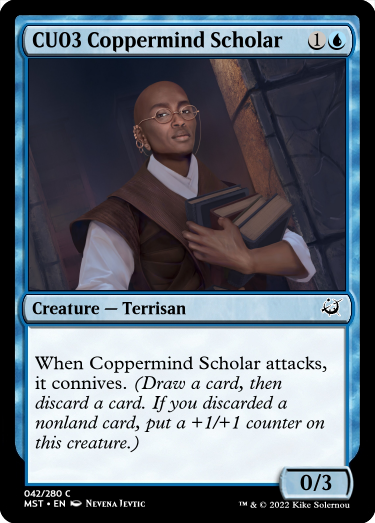 CU03 Coppermind Scholar 1
Creature — Terrisan
When Coppermind Scholar attacks,
it connives. (Draw a card, then
discard a card. If you discarded a
nonland card, put a +1/+1 counter on
this creature.)
0/3
042/280 C
MST • EN Nevena Jevtic
™ & © 2022 Kike Solernou